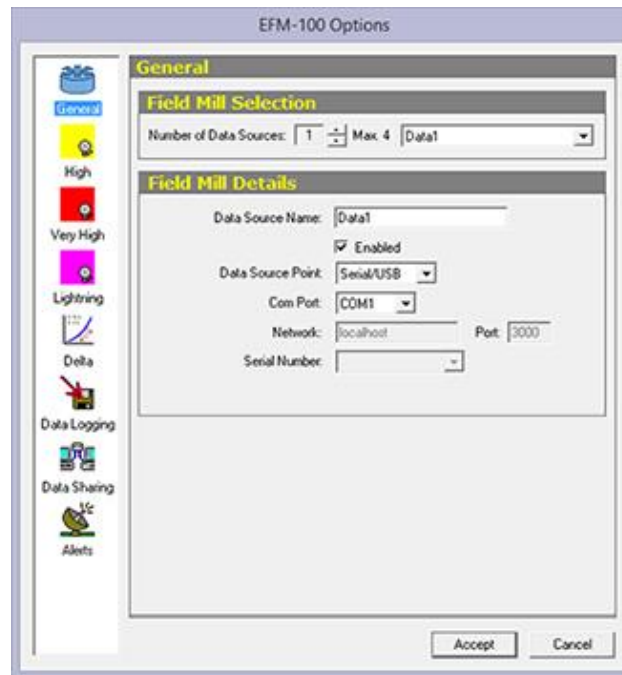 EFM-100 Options
General
High
Very High
Lightning
Delta
Data Logging
Data Sharing
Alerts
General
Field Mill Selection
Number of Data Sources: 1 Max. 4 Data1
Field Mill Details
Data Source Name: Data1
Enabled
Data Source Point: Serial/USB
Com Port: COM1
Network: localhost Port: 3000
Serial Number:
Accept Cancel